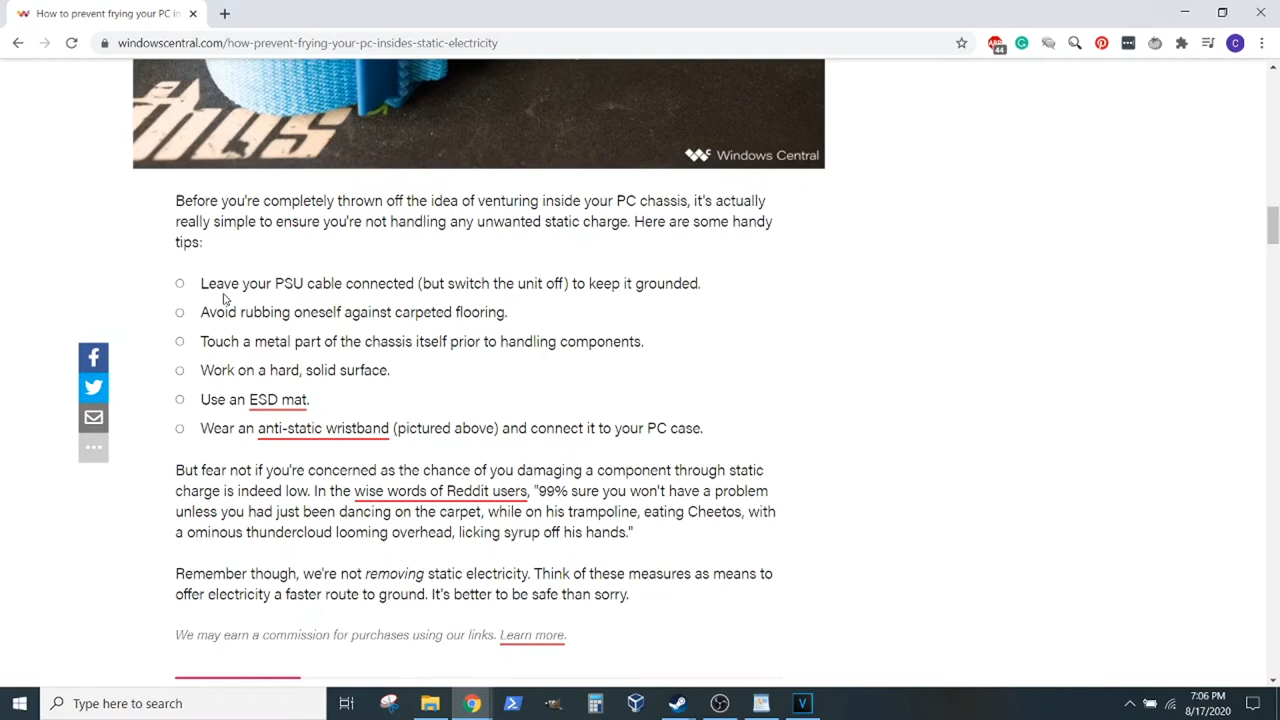 How to prevent frying your PC in
windowscentral.com/how-prevent-frying-your-pc-insides-static-electricity
44
C
thus
Windows Central
Before you're completely thrown off the idea of venturing inside your PC chassis, it's actually
really simple to ensure you're not handling any unwanted static charge. Here are some handy
tips:
Leave your PSU cable connected (but switch the unit off) to keep it grounded.
Avoid rubbing oneself against carpeted flooring.
Touch a metal part of the chassis itself prior to handling components.
Work on a hard, solid surface.
Use an ESD mat.
Wear an anti-static wristband (pictured above) and connect it to your PC case.
But fear not if you're concerned as the chance of you damaging a component through static
charge is indeed low. In the wise words of Reddit users, "99% sure you won't have a problem
unless you had just been dancing on the carpet, while on his trampoline, eating Cheetos, with
a ominous thundercloud looming overhead, licking syrup off his hands."
Remember though, we're not removing static electricity. Think of these measures as means to
offer electricity a faster route to ground. It's better to be safe than sorry.
We may earn a commission for purchases using our links. Learn more.
Type here to search
V
7:06 PM
8/17/2020